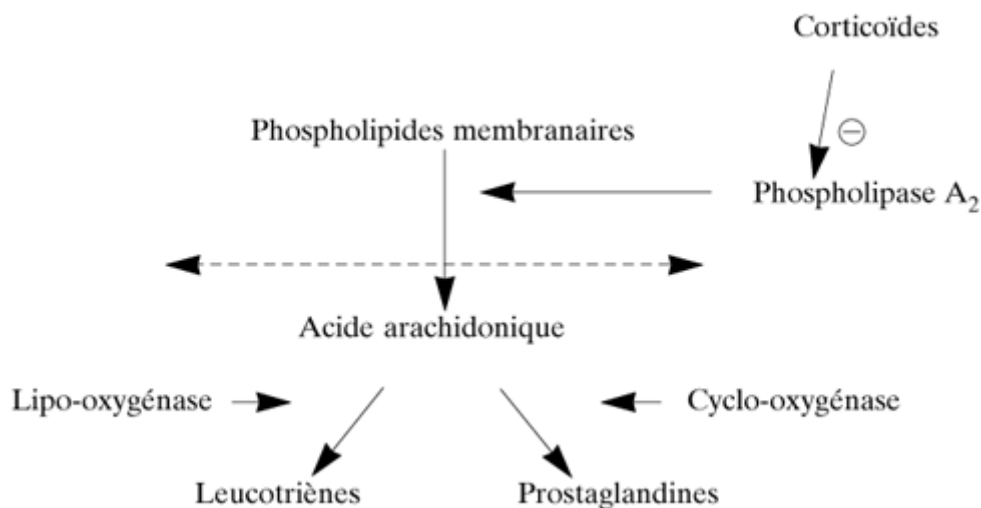 Corticoïdes
Phospholipides membranaires
⊖
Phospholipase A₂
Acide arachidonique
Lipo-oxygénase
Cyclo-oxygénase
Leucotriènes
Prostaglandines